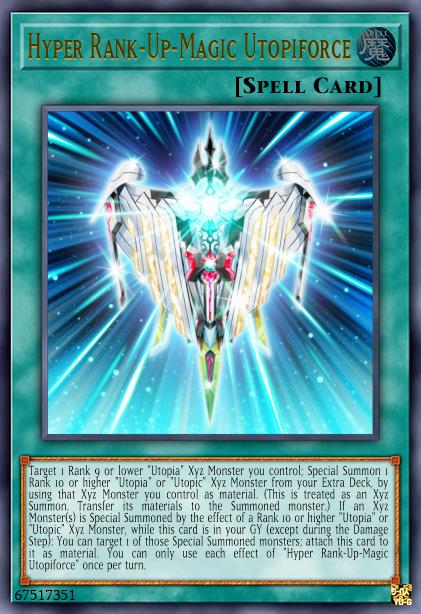 Hyper Rank-Up-Magic Utopiforce
魔
[Spell Card]
Target 1 Rank 9 or lower "Utopia" Xyz Monster you control; Special Summon 1
Rank 10 or higher "Utopia" or "Utopic" Xyz Monster from your Extra Deck, by
using that Xyz Monster you control as material. (This is treated as an Xyz
Summon. Transfer its materials to the Summoned monster.) If an Xyz
Monster(s) is Special Summoned by the effect of a Rank 10 or higher "Utopia" or
"Utopic" Xyz Monster, while this card is in your GY (except during the Damage
Step): You can target 1 of those Special Summoned monsters; attach this card to
it as material. You can only use each effect of "Hyper Rank-Up-Magic
Utopiforce" once per turn.
67517351